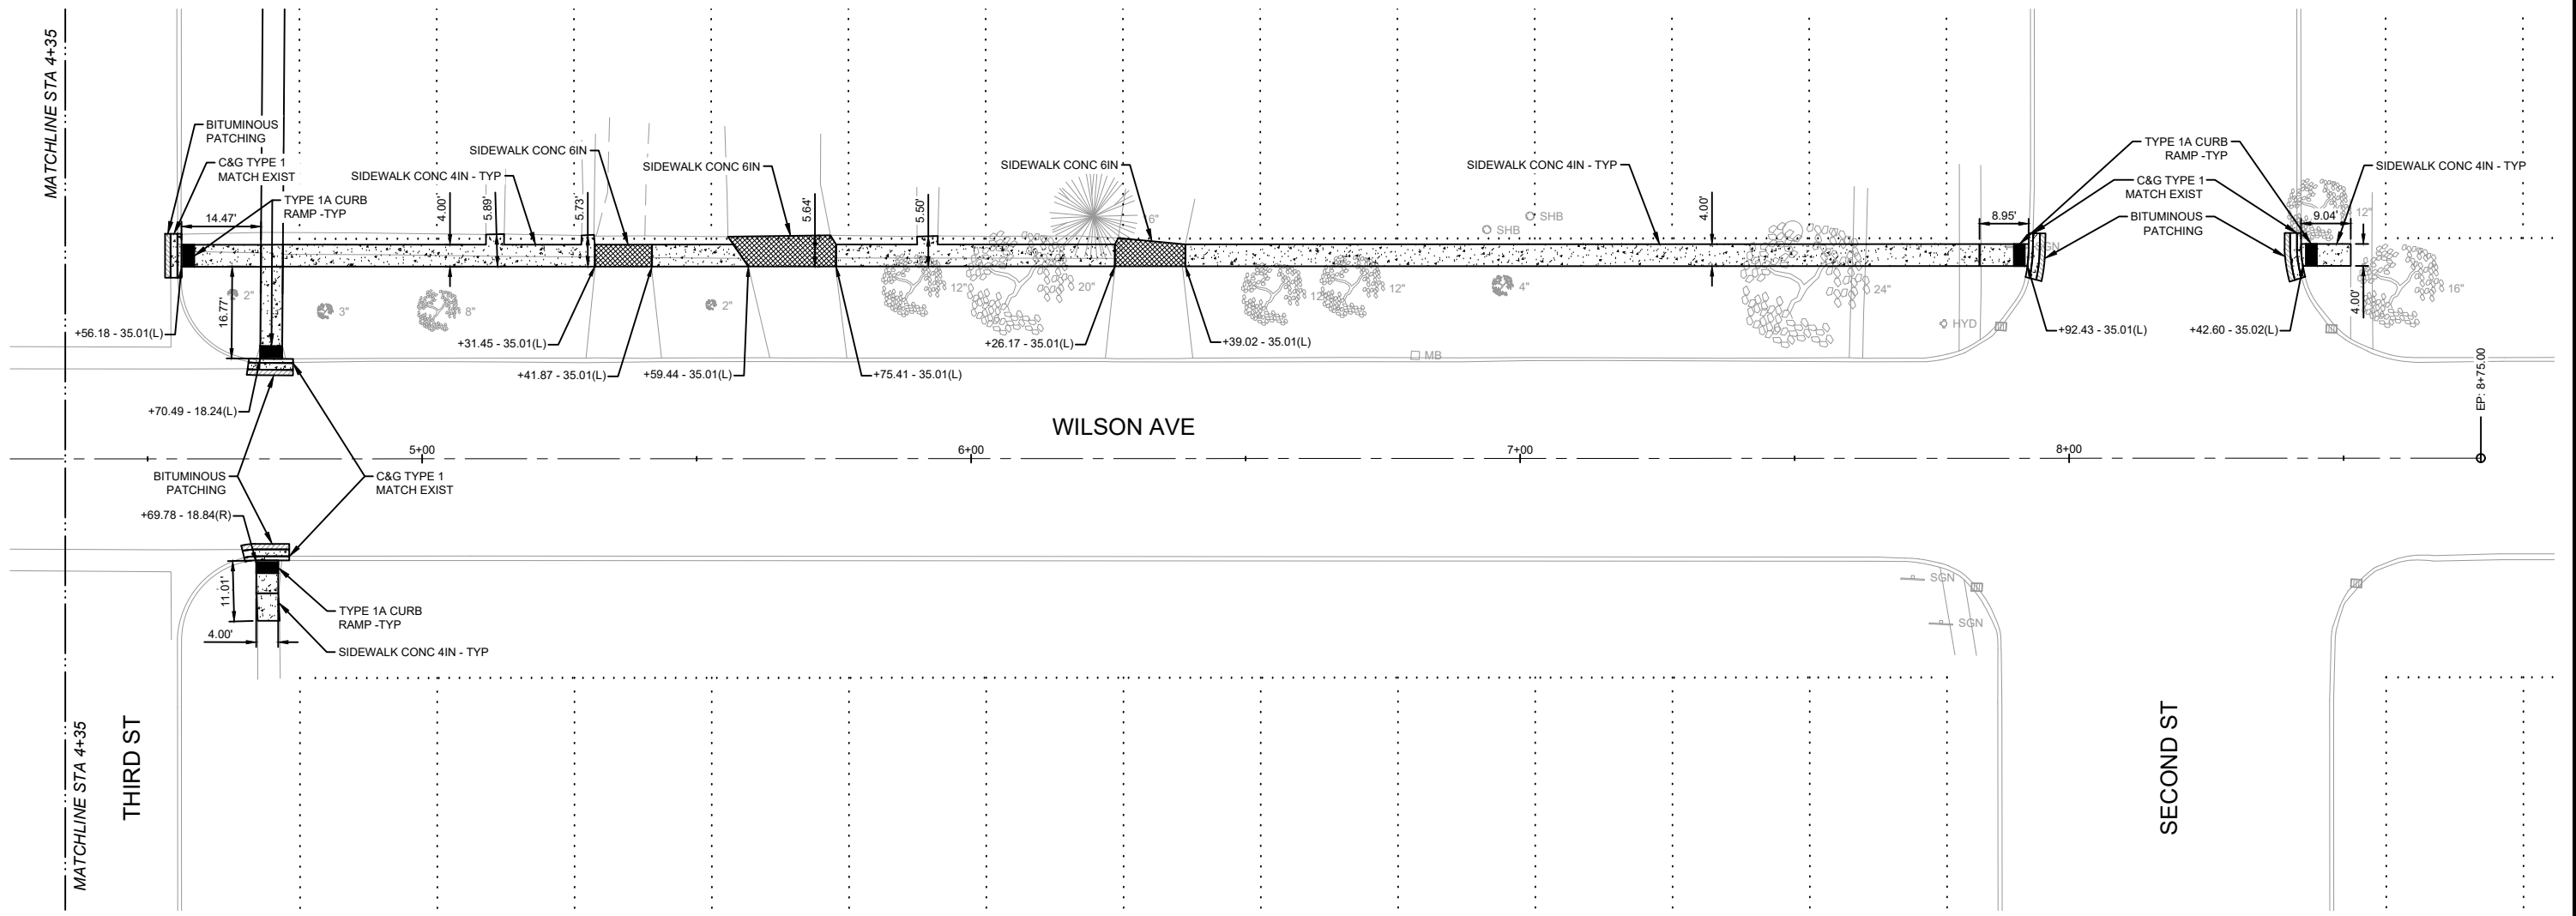 MATCHLINE STA 4+35
BITUMINOUS
PATCHING
C&G TYPE 1
MATCH EXIST
14.47'
TYPE 1A CURB
RAMP -TYP
SIDEWALK CONC 4IN - TYP
4.00'
5.89'
SIDEWALK CONC 6IN
5.73'
SIDEWALK CONC 6IN
5.64'
5.50'
SIDEWALK CONC 6IN
6"
SHB
SHB
SIDEWALK CONC 4IN - TYP
4.00'
8.95'
TYPE 1A CURB
RAMP -TYP
C&G TYPE 1
MATCH EXIST
BITUMINOUS
PATCHING
SIDEWALK CONC 4IN - TYP
9.04'
12"
4.00'
16"
16.77'
2"
3"
8"
2"
12"
20"
12"
12"
4"
24"
HYD
MB
+56.18 - 35.01(L)
+31.45 - 35.01(L)
+41.87 - 35.01(L)
+59.44 - 35.01(L)
+75.41 - 35.01(L)
+26.17 - 35.01(L)
+39.02 - 35.01(L)
+92.43 - 35.01(L)
+42.60 - 35.02(L)
EP: 8+75.00
+70.49 - 18.24(L)
WILSON AVE
5+00
6+00
7+00
8+00
BITUMINOUS
PATCHING
C&G TYPE 1
MATCH EXIST
+69.78 - 18.84(R)
11.01'
4.00'
TYPE 1A CURB
RAMP -TYP
SIDEWALK CONC 4IN - TYP
SGN
SGN
MATCHLINE STA 4+35
THIRD ST
SECOND ST